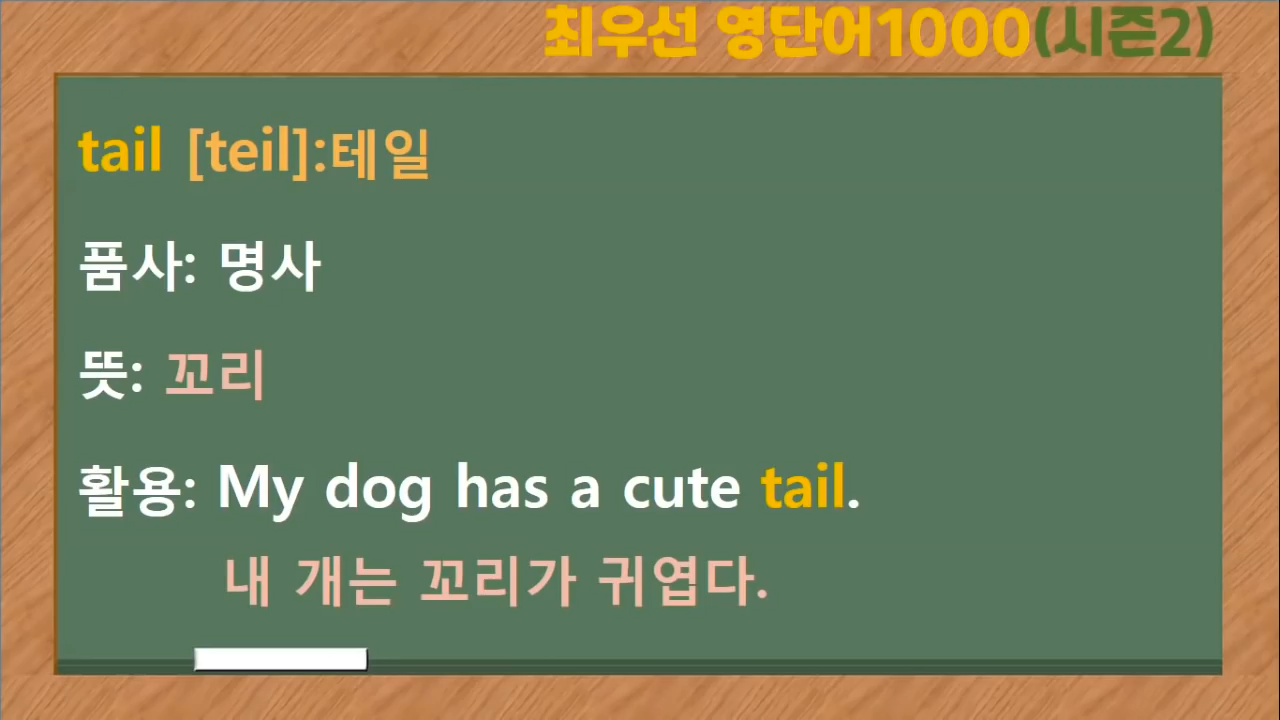 최우선 영단어1000(시즌2)
tail [teil]:테일
품사: 명사
뜻: 꼬리
활용: My dog has a cute tail.
내 개는 꼬리가 귀엽다.